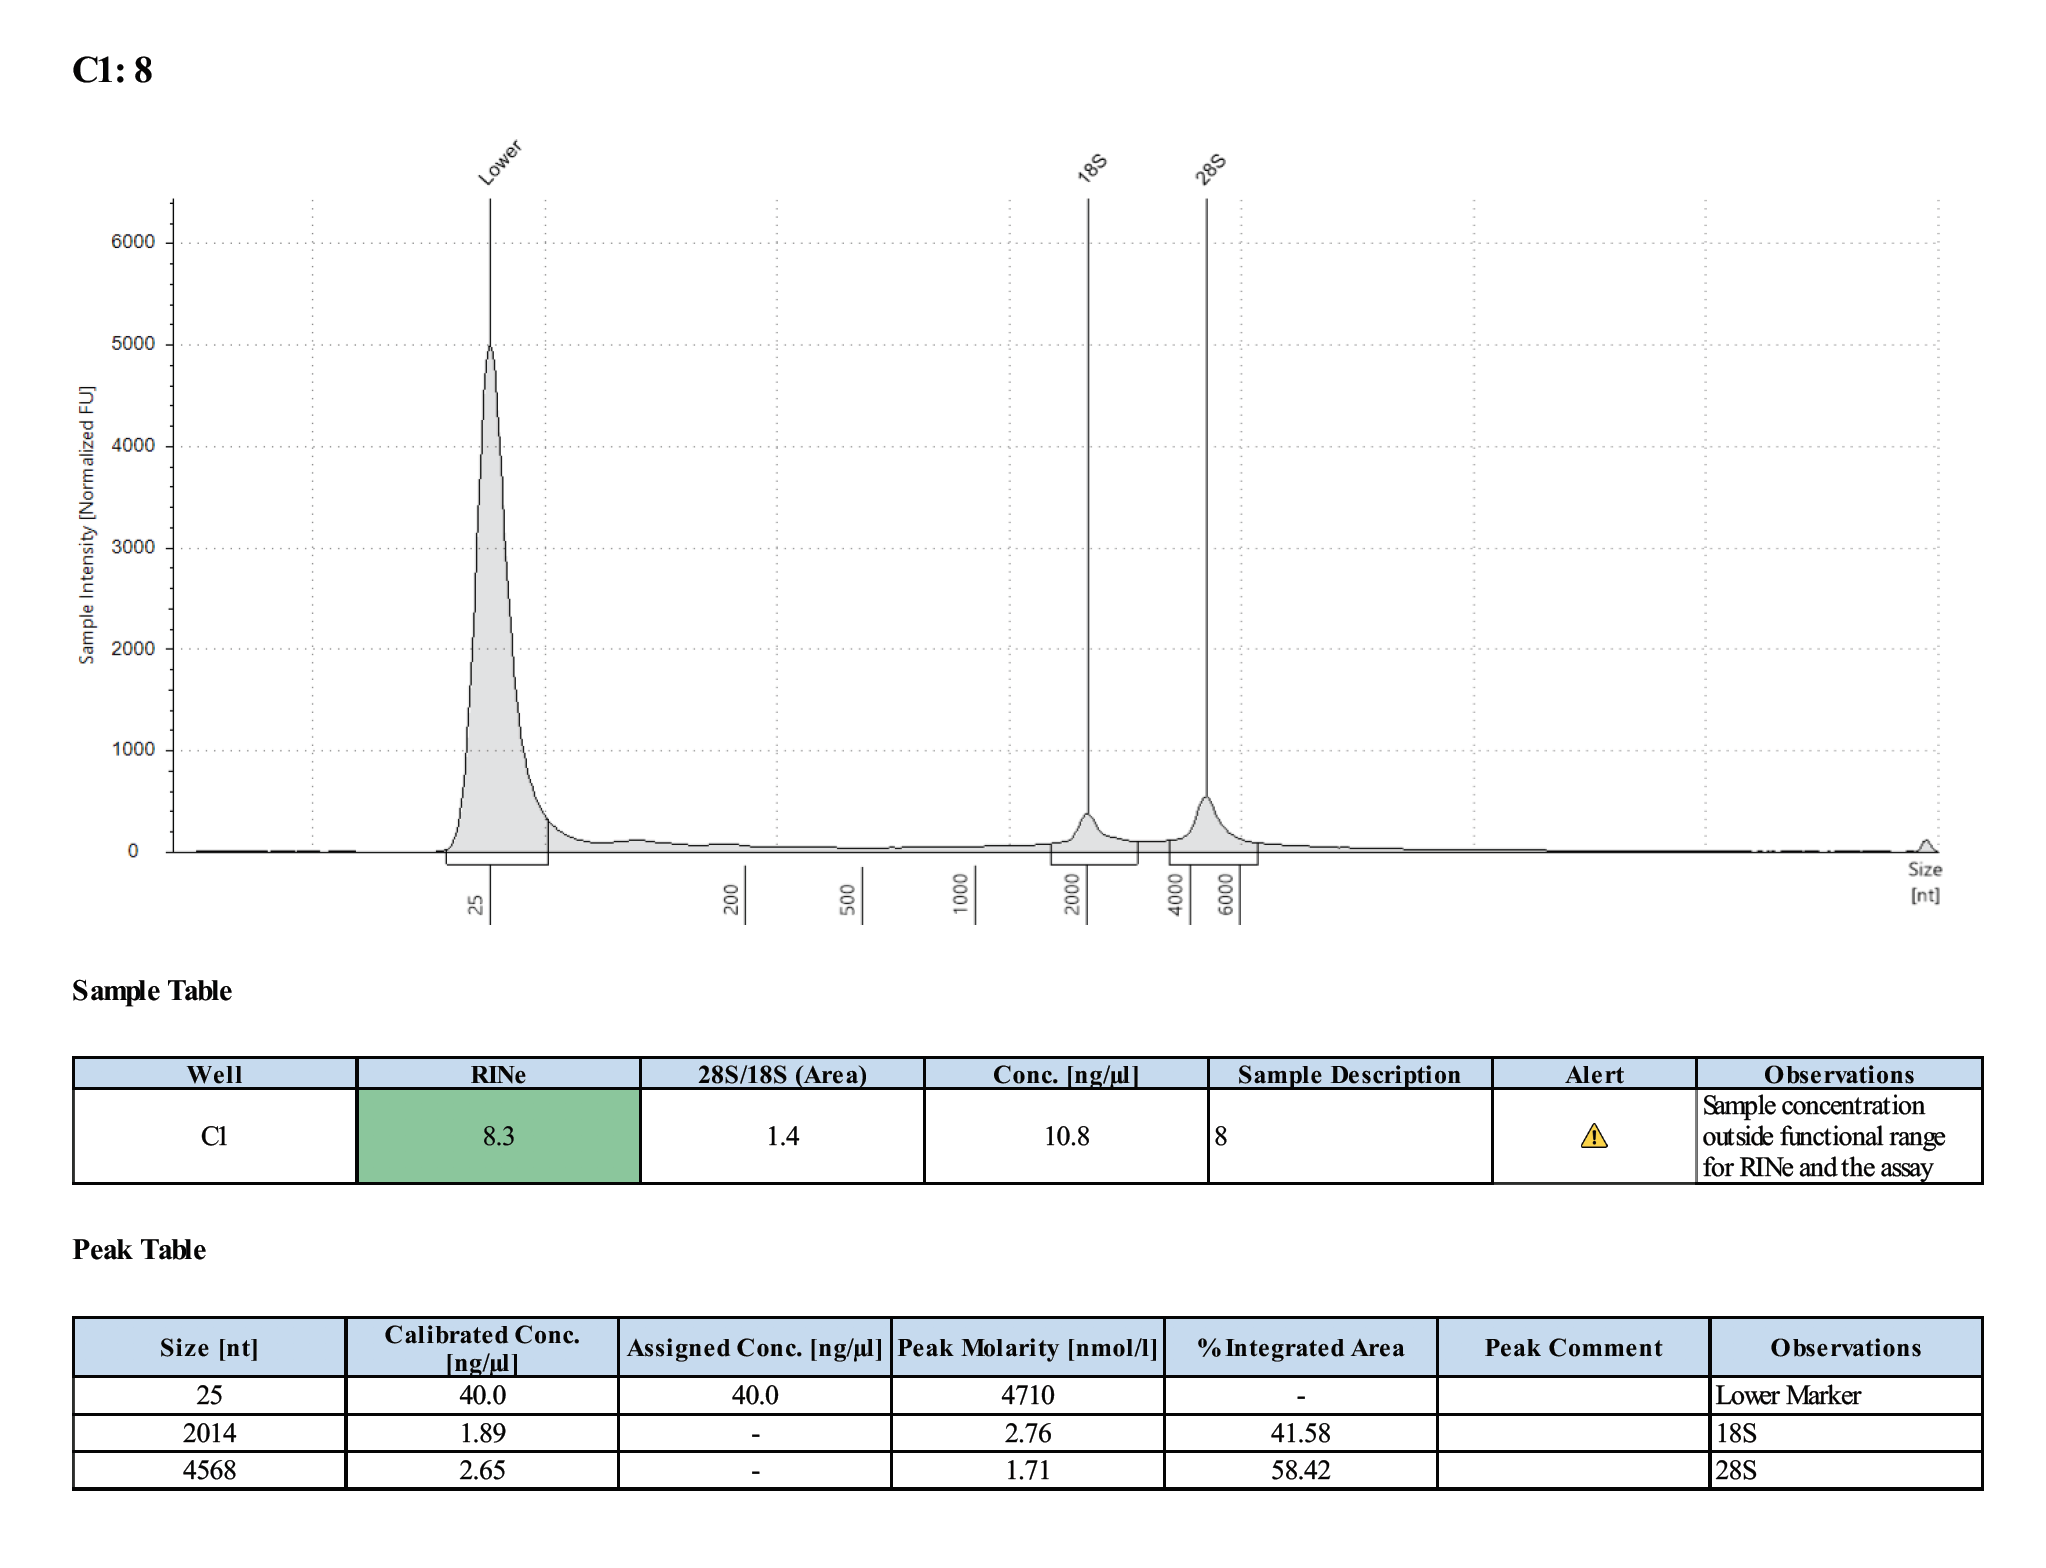 C1: 8
Lower
18S
28S
Sample Intensity [Normalized FU]
6000
5000
4000
3000
2000
1000
0
25
200
500
1000
2000
4000
6000
Size
[nt]
Sample Table
Well RINe 28S/18S (Area) Conc. [ng/µl] Sample Description Alert Observations
C1 8.3 1.4 10.8 8 Sample concentration
outside functional range
for RINe and the assay
Peak Table
Size [nt] Calibrated Conc. [ng/µl] Assigned Conc. [ng/µl] Peak Molarity [nmol/l] % Integrated Area Peak Comment Observations
25 40.0 40.0 4710 - Lower Marker
2014 1.89 - 2.76 41.58 18S
4568 2.65 - 1.71 58.42 28S